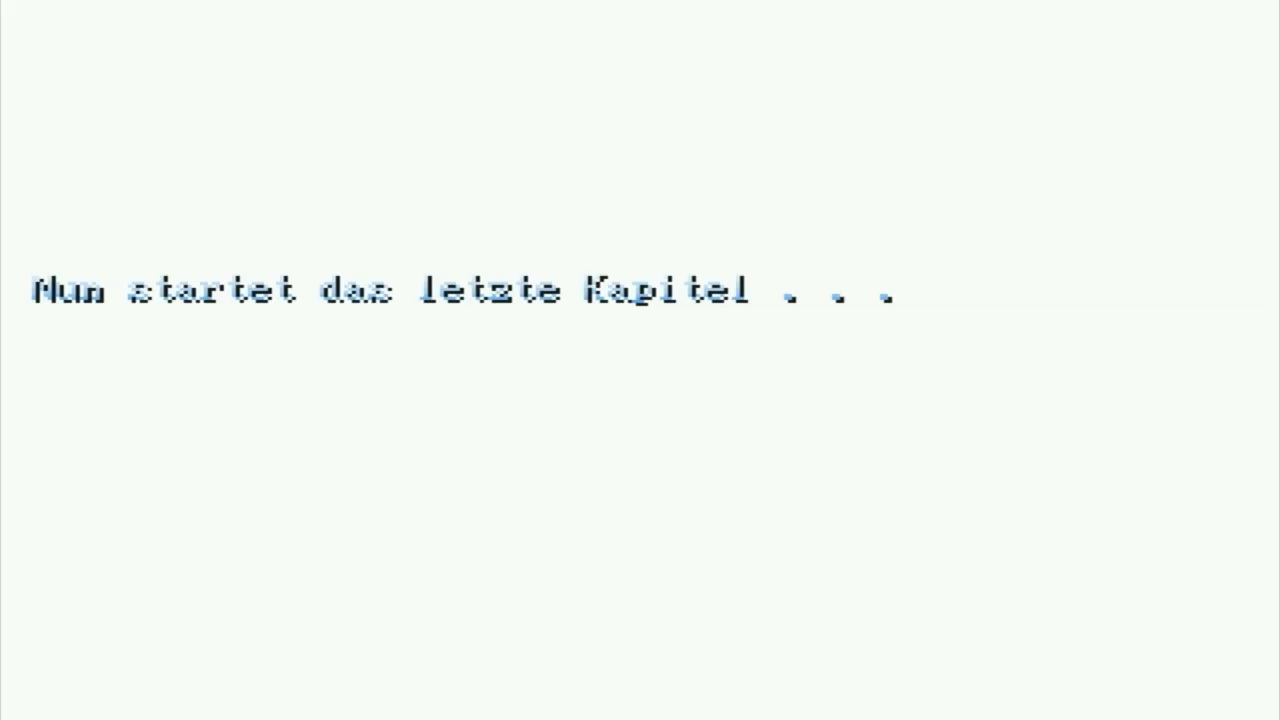 Nun startet das letzte Kapitel . . .